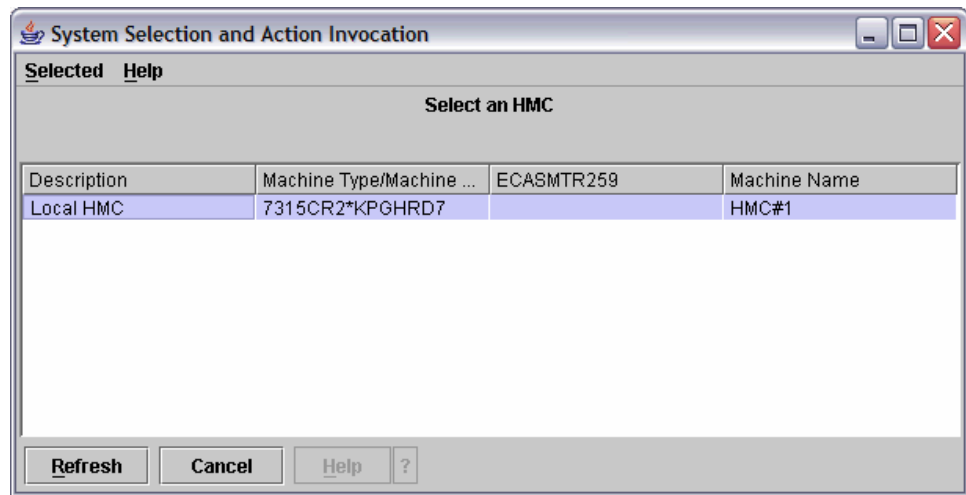 System Selection and Action Invocation
Selected Help
Select an HMC
Description Machine Type/Machine ... ECASMTR259 Machine Name
Local HMC 7315CR2*KPGHRD7 HMC#1
Refresh Cancel Help ?